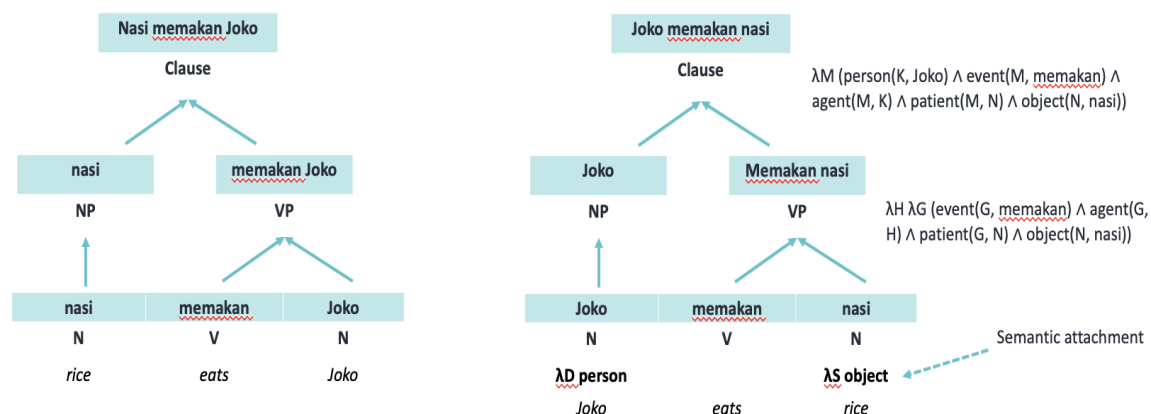 Nasi memakan Joko
Clause
nasi
memakan Joko
NP
VP
nasi
memakan
Joko
N
V
N
rice
eats
Joko
Joko memakan nasi
Clause
λM (person(K, Joko) Λ event(M, memakan) Λ
agent(M, K) Λ patient(M, N) Λ object(N, nasi))
Joko
Memakan nasi
NP
VP
λH λG (event(G, memakan) Λ agent(G,
H) Λ patient(G, N) Λ object(N, nasi))
Joko
memakan
nasi
N
V
N
Semantic attachment
λD person
λS object
Joko
eats
rice